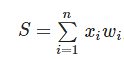 S = \sum_{i=1}^{n} x_i w_i